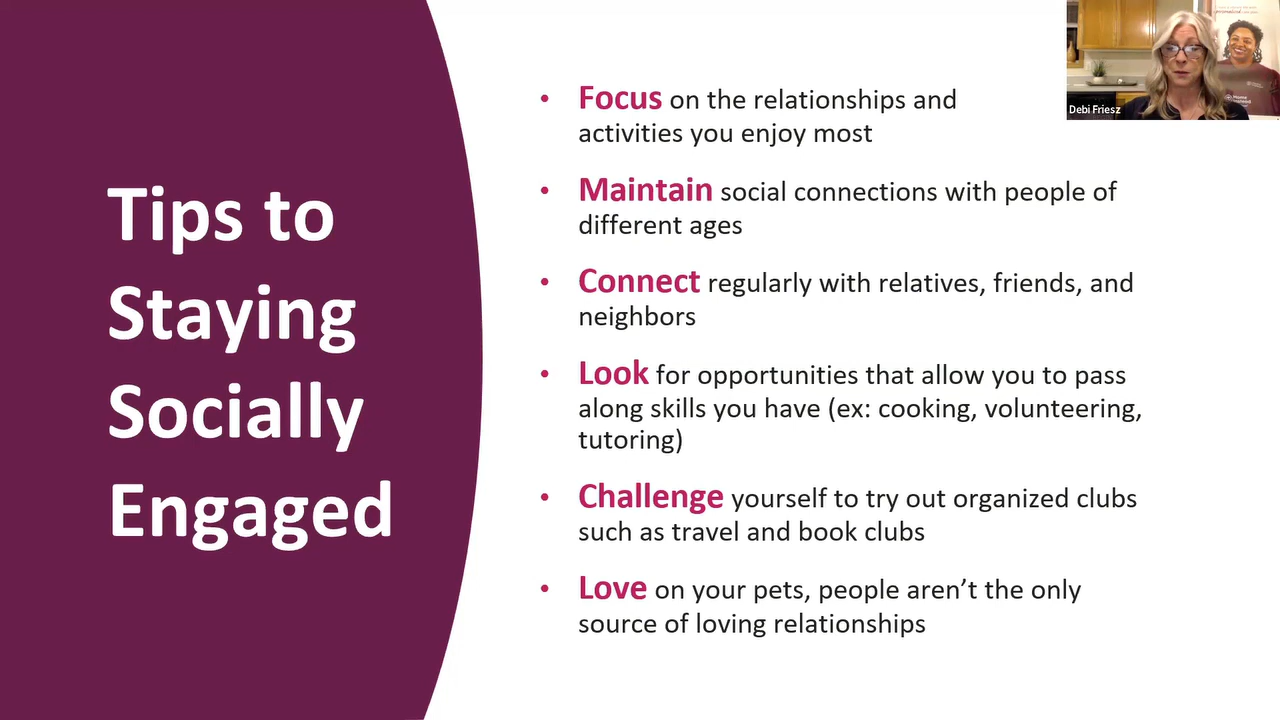 Tips to
Staying
Socially
Engaged
• Focus on the relationships and
activities you enjoy most
• Maintain social connections with people of
different ages
• Connect regularly with relatives, friends, and
neighbors
• Look for opportunities that allow you to pass
along skills you have (ex: cooking, volunteering,
tutoring)
• Challenge yourself to try out organized clubs
such as travel and book clubs
• Love on your pets, people aren’t the only
source of loving relationships
Debi Friesz